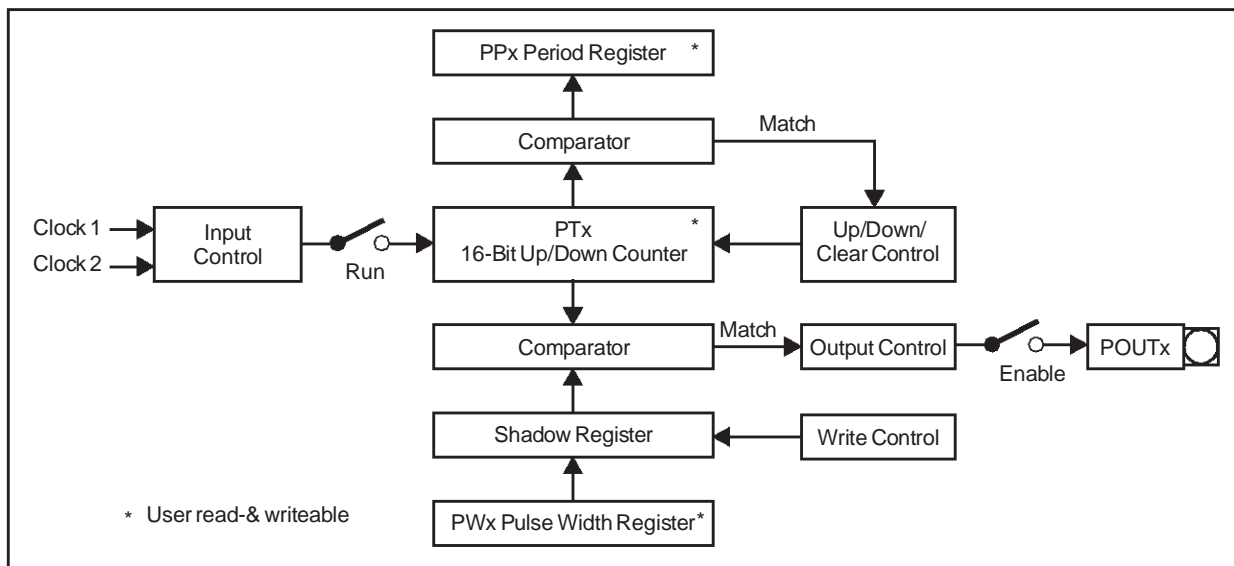 PPx Period Register *
Comparator
Match
Clock 1
Clock 2
Input
Control
Run
PTx *
16-Bit Up/Down Counter
Up/Down/
Clear Control
Comparator
Match
Output Control
Enable
POUTx
Shadow Register
Write Control
* User read-& writeable
PWx Pulse Width Register *